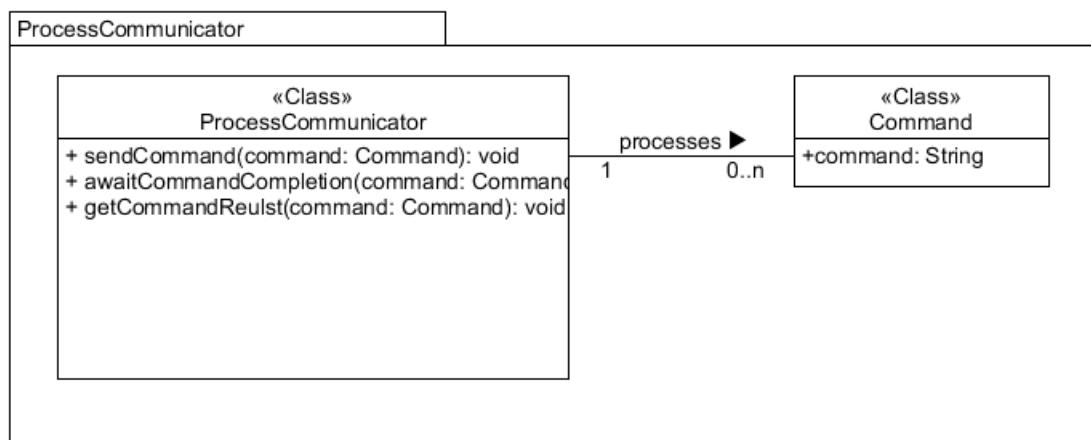 ProcessCommunicator
«Class»
ProcessCommunicator
+ sendCommand(command: Command): void
+ awaitCommandCompletion(command: Command
+ getCommandReulst(command: Command): void
processes ▶
1
0..n
«Class»
Command
+command: String